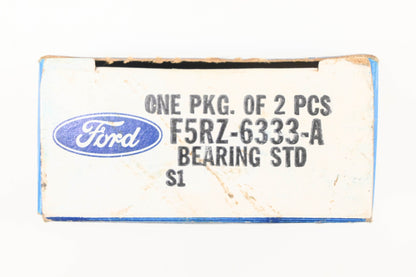 ONE PKG. OF 2 PCS
Ford
F5RZ-6333-A
BEARING STD
S1